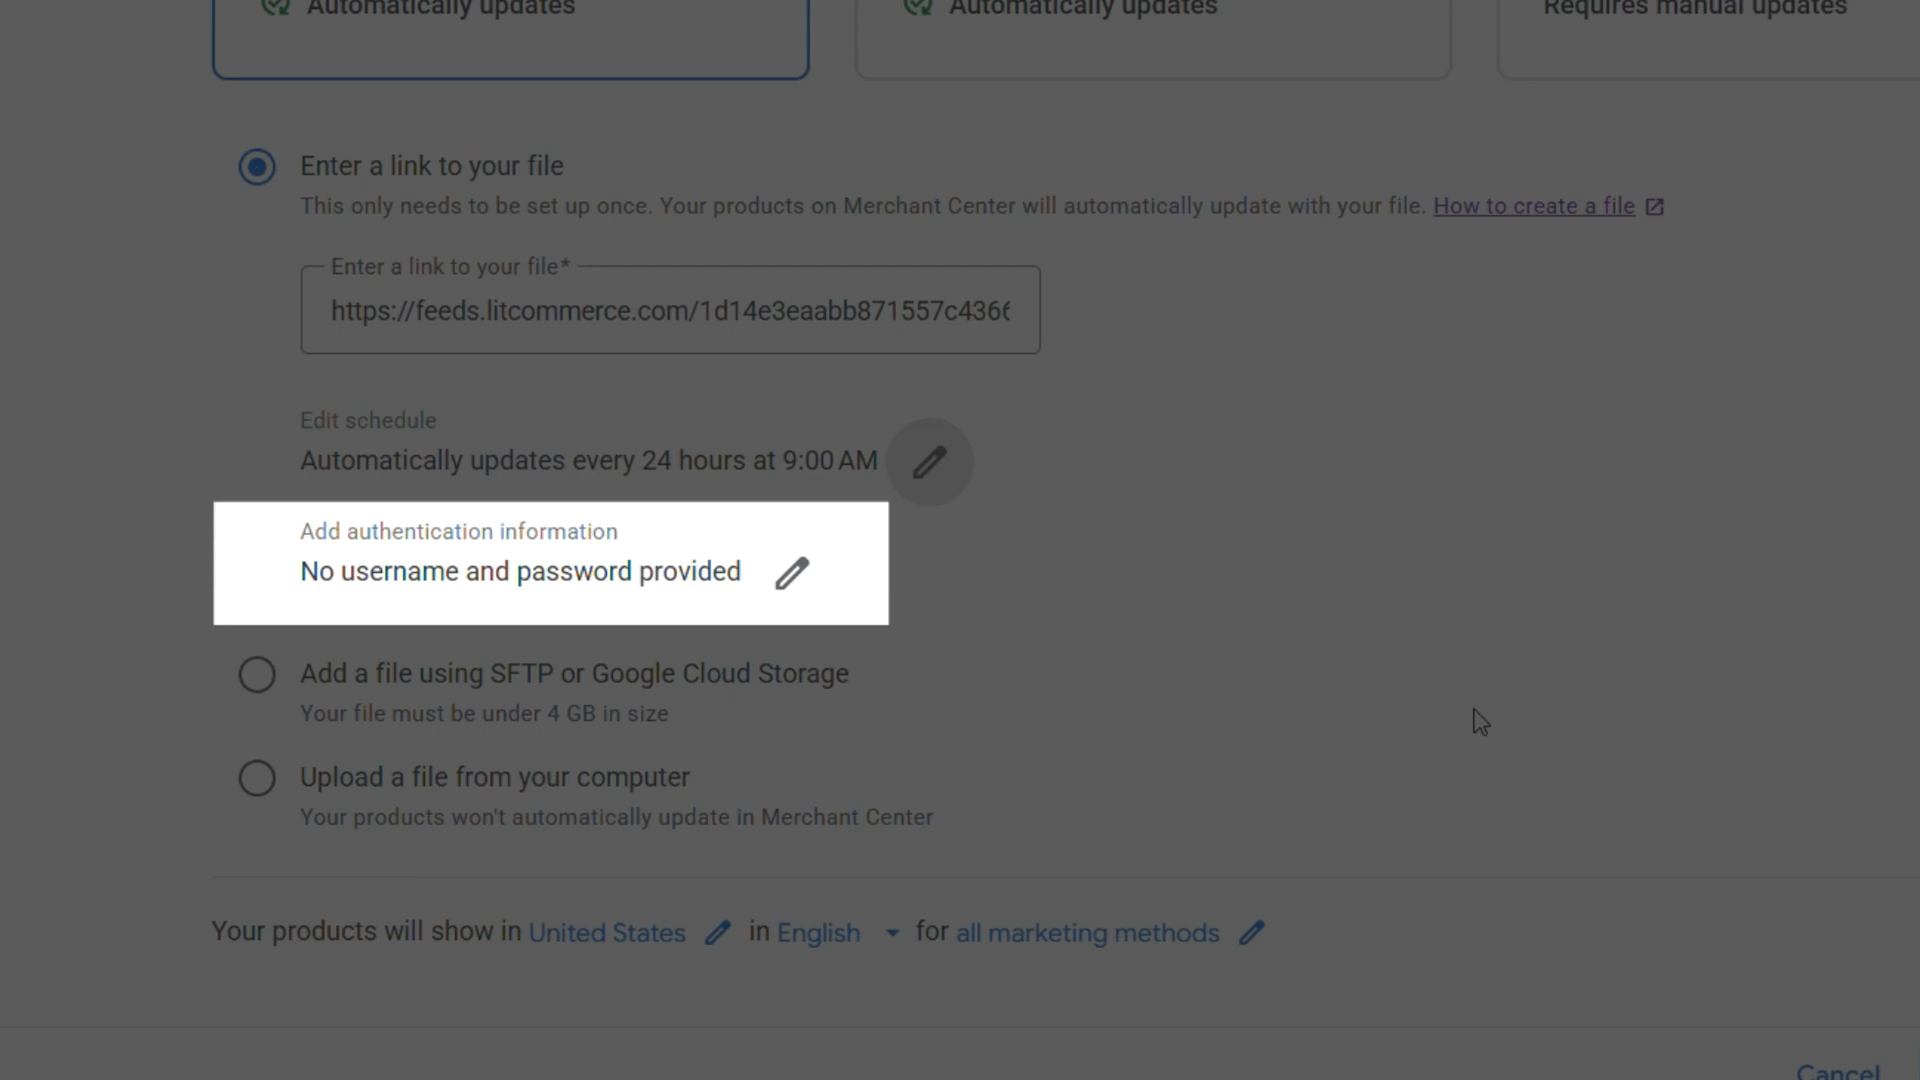 Automatically updates
Automatically updates
Requires manual updates
Enter a link to your file
This only needs to be set up once. Your products on Merchant Center will automatically update with your file. How to create a file
Enter a link to your file*
https://feeds.litcommerce.com/1d14e3eaabb871557c4366
Edit schedule
Automatically updates every 24 hours at 9:00 AM
Add authentication information
No username and password provided
Add a file using SFTP or Google Cloud Storage
Your file must be under 4 GB in size
Upload a file from your computer
Your products won't automatically update in Merchant Center
Your products will show in United States in English for all marketing methods
Cancel